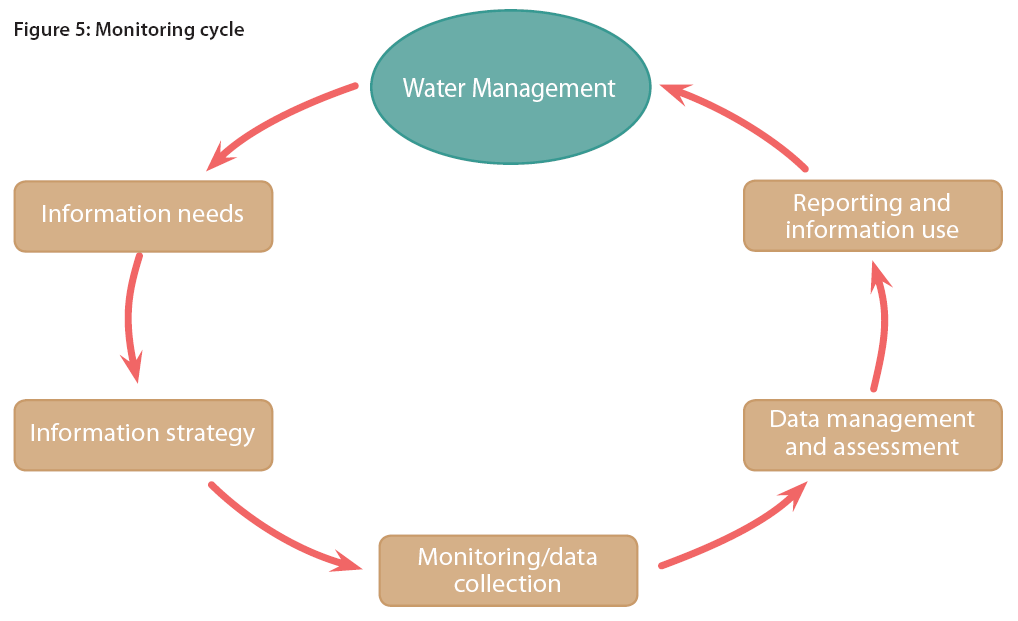 Figure 5: Monitoring cycle
Water Management
Information needs
Reporting and
information use
Information strategy
Data management
and assessment
Monitoring/data
collection